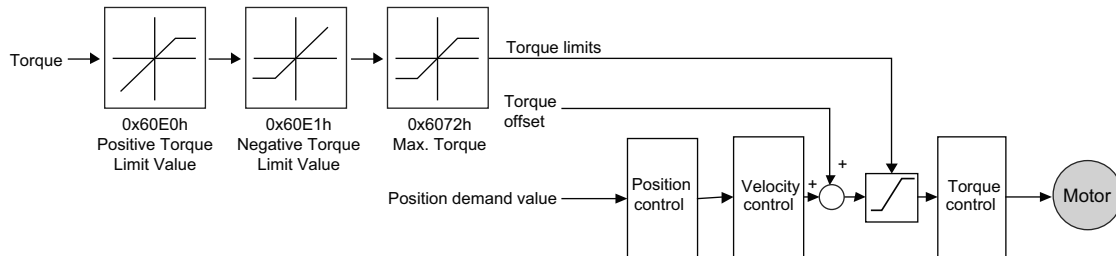 Torque
0x60E0h
Positive Torque
Limit Value
0x60E1h
Negative Torque
Limit Value
0x6072h
Max. Torque
Torque limits
Torque
offset
Position demand value
Position
control
Velocity
control
+
+
Torque
control
Motor